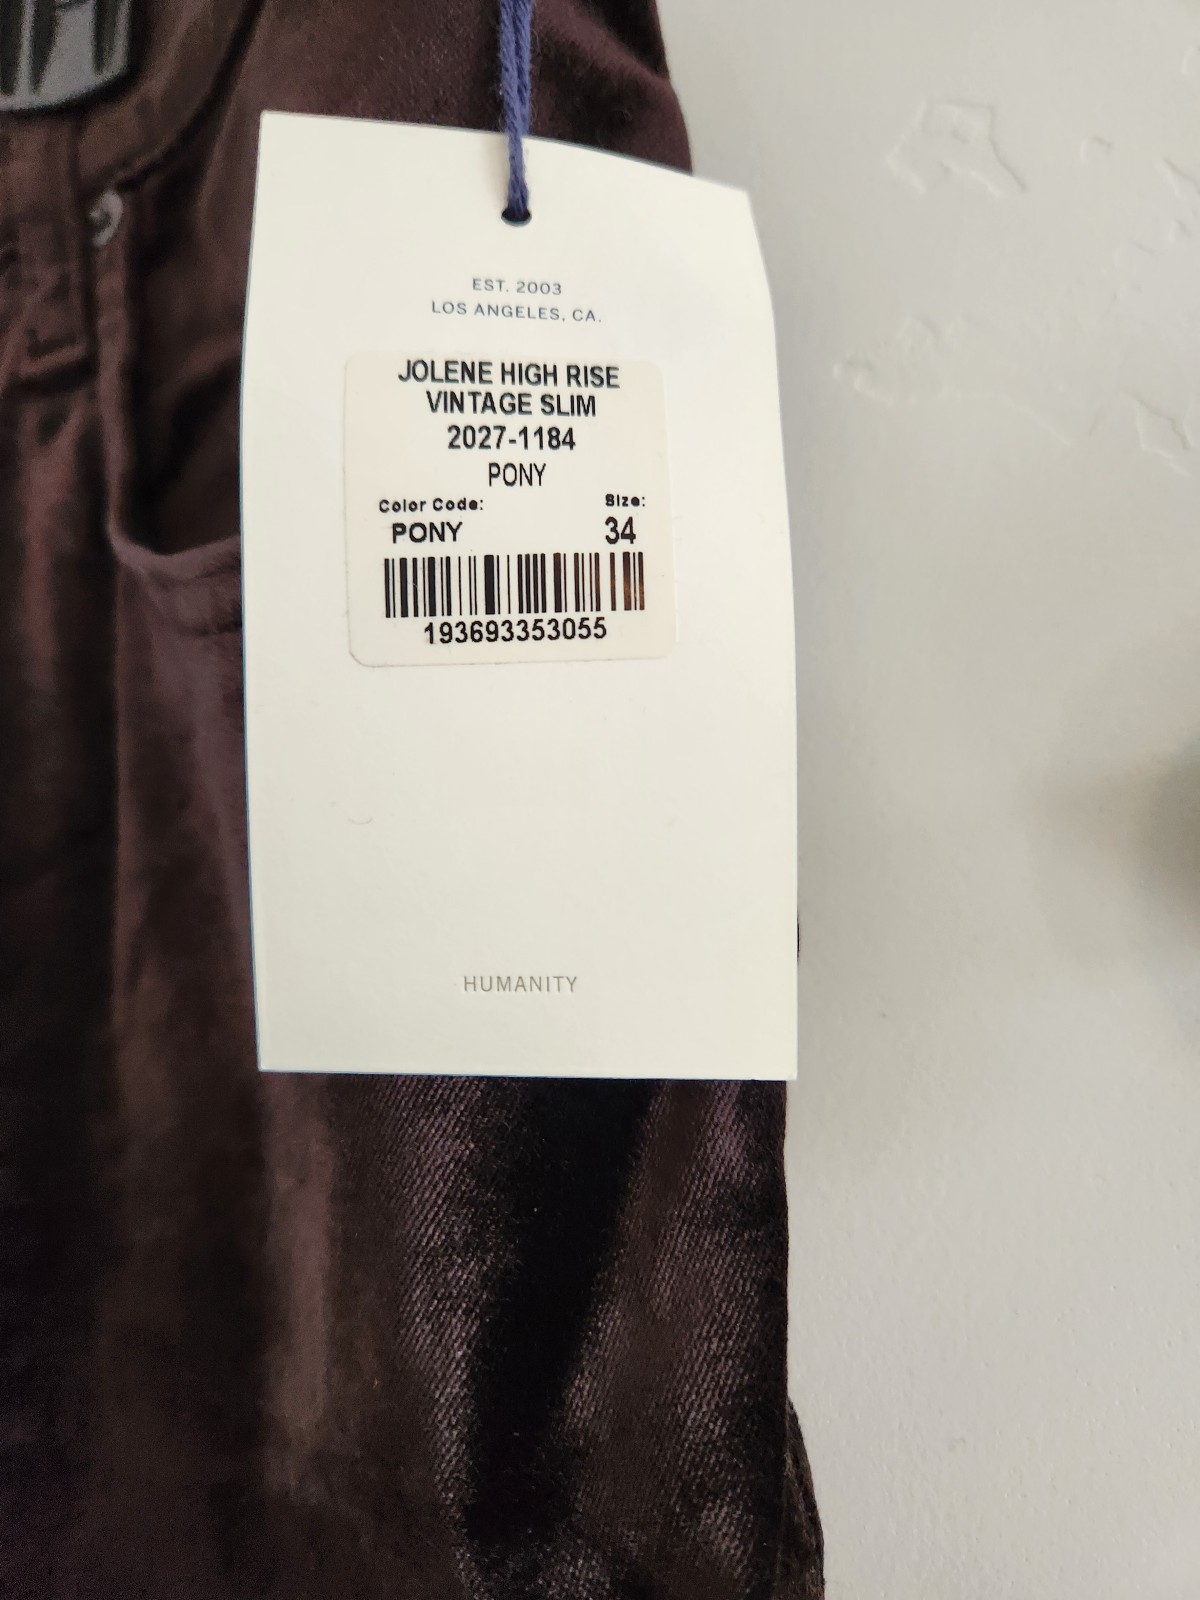 EST. 2003
LOS ANGELES, CA.
JOLENE HIGH RISE
VINTAGE SLIM
2027-1184
PONY
Color Code: Size:
PONY 34
193693353055
HUMANITY